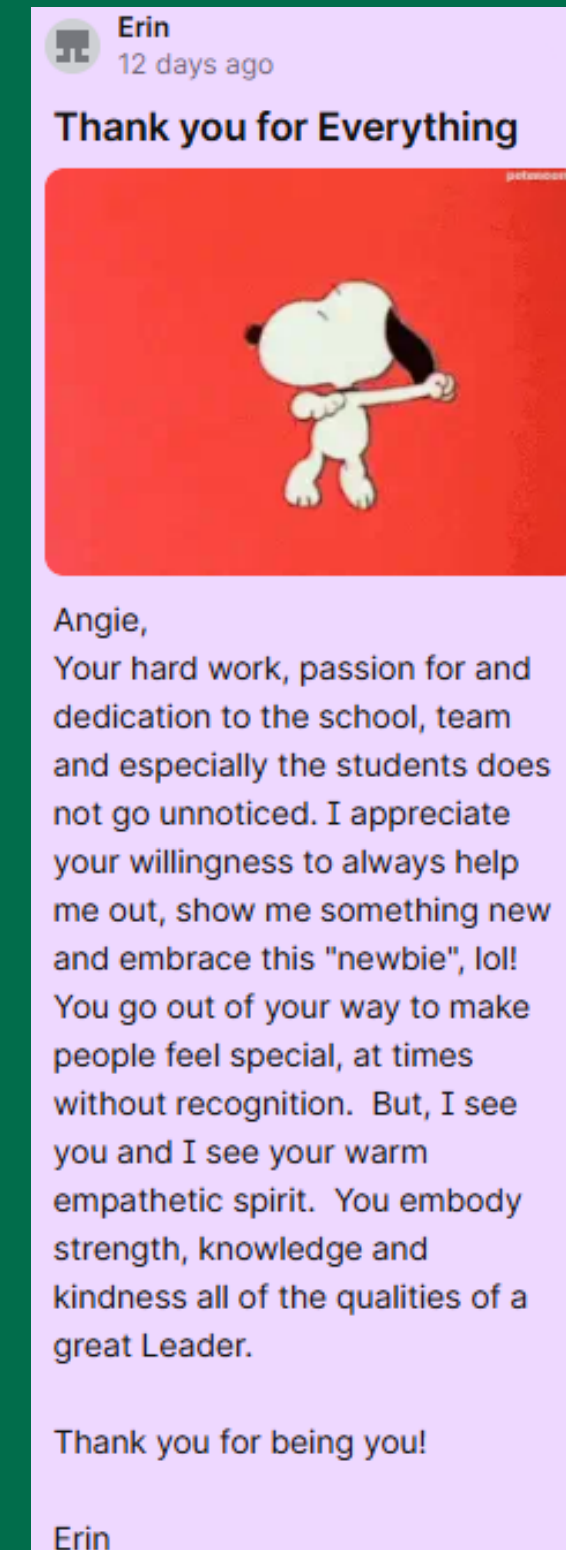 Erin
12 days ago
Thank you for Everything
Angie,
Your hard work, passion for and
dedication to the school, team
and especially the students does
not go unnoticed. I appreciate
your willingness to always help
me out, show me something new
and embrace this "newbie", lol!
You go out of your way to make
people feel special, at times
without recognition.  But, I see
you and I see your warm
empathetic spirit.  You embody
strength, knowledge and
kindness all of the qualities of a
great Leader.
Thank you for being you!
Erin